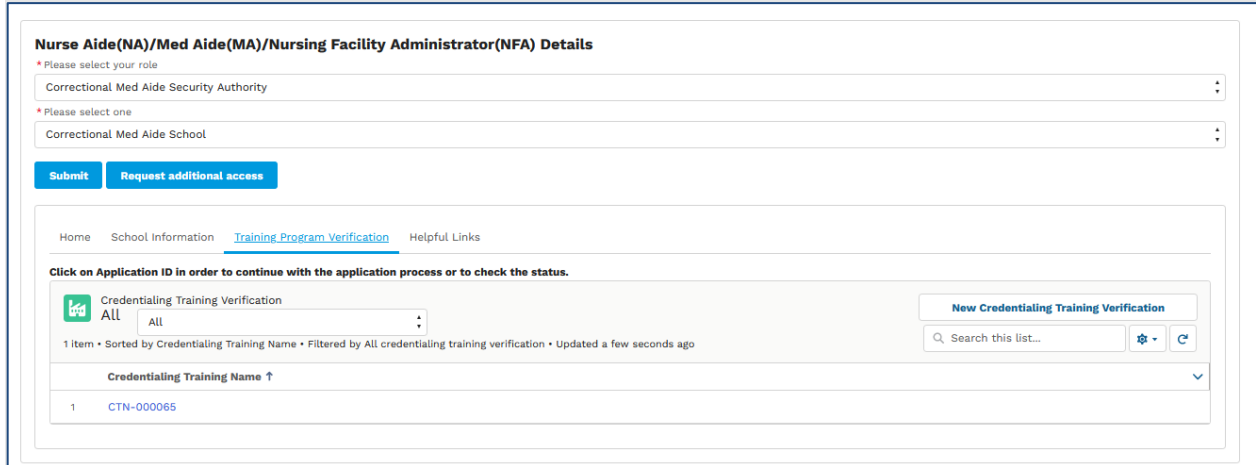 Nurse Aide(NA)/Med Aide(MA)/Nursing Facility Administrator(NFA) Details
* Please select your role
Correctional Med Aide Security Authority
* Please select one
Correctional Med Aide School
Submit Request additional access
Home School Information Training Program Verification Helpful Links
Click on Application ID in order to continue with the application process or to check the status.
Credentialing Training Verification
All All
New Credentialing Training Verification
1 item • Sorted by Credentialing Training Name • Filtered by All credentialing training verification • Updated a few seconds ago
Search this list...
Credentialing Training Name ↑
1 CTN-000065